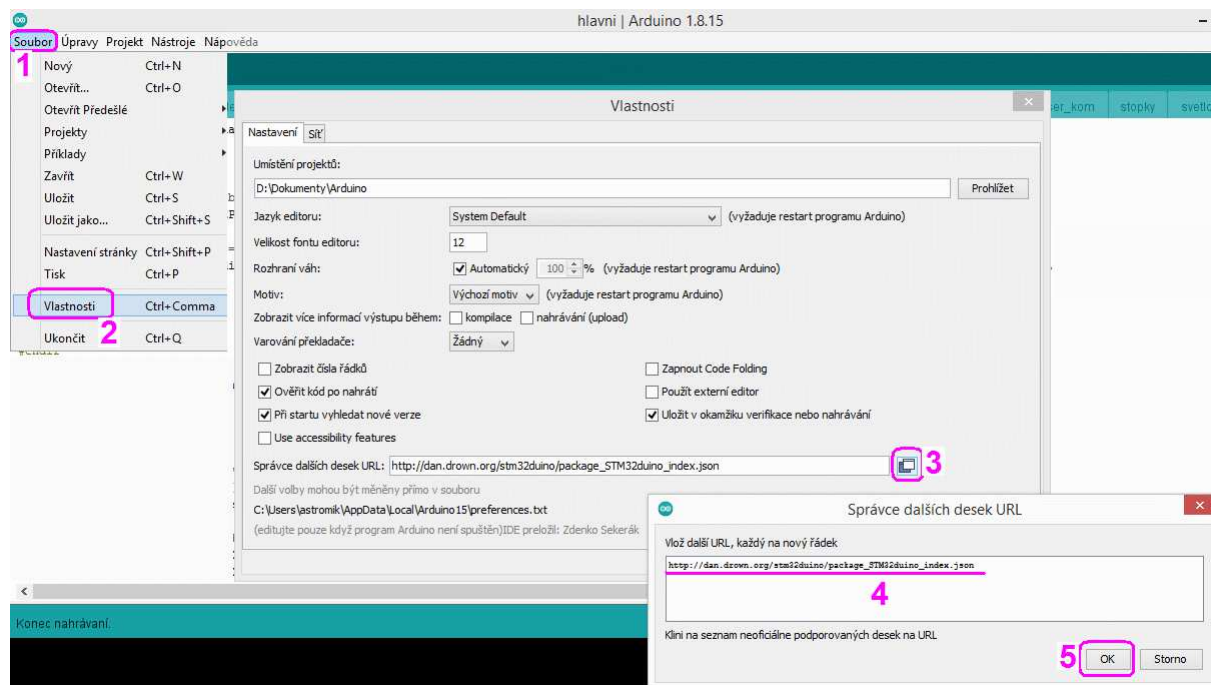 hlavni | Arduino 1.8.15
Soubor Úpravy Projekt Nástroje Nápověda
1
Nový Ctrl+N
Otevřít... Ctrl+O
Otevřít Předešlé
Projekty
Příklady
Zavřít Ctrl+W
Uložit Ctrl+S
Uložit jako... Ctrl+Shift+S
Nastavení stránky Ctrl+Shift+P
Tisk Ctrl+P
Vlastnosti Ctrl+Comma
2
Ukončit Ctrl+Q
er_kom stopky svetlo
Vlastnosti
Nastavení Síť
Umístění projektů:
D:\Dokumenty\Arduino Prohlížet
Jazyk editoru: System Default (vyžaduje restart programu Arduino)
Velikost fontu editoru: 12
Rozhraní váh: Automatický 100 % (vyžaduje restart programu Arduino)
Motiv: Výchozí motiv (vyžaduje restart programu Arduino)
Zobrazit více informací výstupu během: kompilace nahrávání (upload)
Varování překladače: Žádný
Zobrazit čísla řádků Zapnout Code Folding
Ověřit kód po nahrátí Použít externí editor
Při startu vyhledat nové verze Uložit v okamžiku verifikace nebo nahrávání
Use accessibility features
Správce dalších desek URL: http://dan.drown.org/stm32duino/package_STM32duino_index.json 3
Další volby mohou být měněny přímo v souboru
C:\Users\astromik\AppData\Local\Arduino15\preferences.txt
(editujte pouze když program Arduino není spuštěn)IDE preložil: Zdenko Sekerák
Správce dalších desek URL
Vlož další URL, každý na nový řádek
http://dan.drown.org/stm32duino/package_STM32duino_index.json
4
Klini na seznam neoficiálne podporovaných desek na URL
5 OK Storno
Konec nahrávaní.